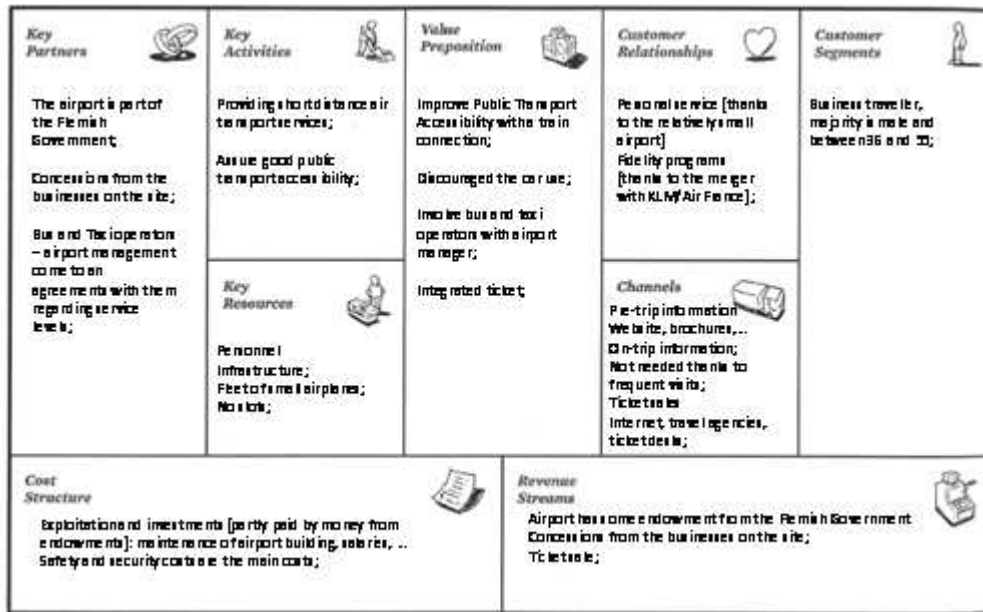 Key
Partners
The airport is part of
the Flemish
Government;
Concessions from the
businesses on the site;
Bus and Taxi operators
– airport management
come to an
agreements with them
regarding service
levels;
Key
Activities
Providing short distance air
transport services;
Assure good public
transport accessibility;
Key
Resources
Personnel
Infrastructure;
Fleet of small airplanes;
No slots;
Value
Preposition
Improve Public Transport
Accessibility with a train
connection;
Discouraged the car use;
Involve bus and taxi
operators with airport
manager;
Integrated ticket;
Customer
Relationships
Personal service [thanks
to the relatively small
airport]
Fidelity programs
[thanks to the merger
with KLM/Air France];
Channels
Pre-trip information
Website, brochures,...
On-trip information;
Not needed thanks to
frequent visits;
Ticket sales
Internet, travel agencies,
ticket desks;
Customer
Segments
Business traveller,
majority is male and
between 36 and 55;
Cost
Structure
Exploitation and investments [partly paid by money from
endowments]: maintenance of airport building, salaries, ...
Safety and security costs are the main costs;
Revenue
Streams
Airport has some endowment from the Flemish Government
Concessions from the businesses on the site;
Ticket sale;